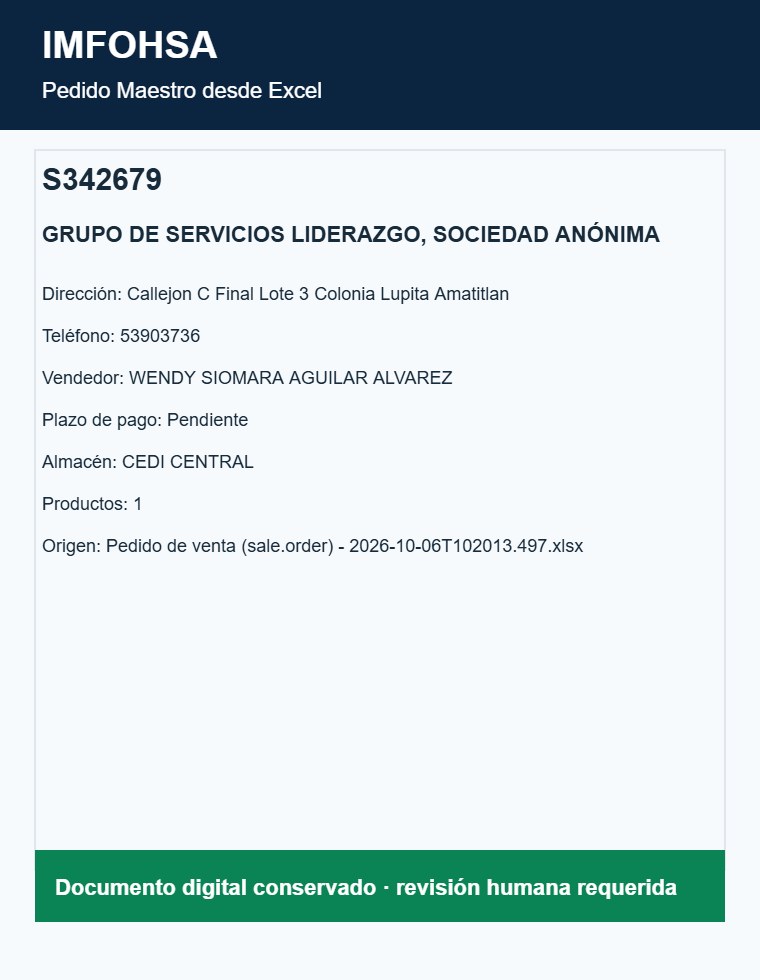 IMFOHSA
Pedido Maestro desde Excel
S342679
GRUPO DE SERVICIOS LIDERAZGO, SOCIEDAD ANÓNIMA
Dirección: Callejon C Final Lote 3 Colonia Lupita Amatitlan
Teléfono: 53903736
Vendedor: WENDY SIOMARA AGUILAR ALVAREZ
Plazo de pago: Pendiente
Almacén: CEDI CENTRAL
Productos: 1
Origen: Pedido de venta (sale.order) - 2026-10-06T102013.497.xlsx
Documento digital conservado · revisión humana requerida